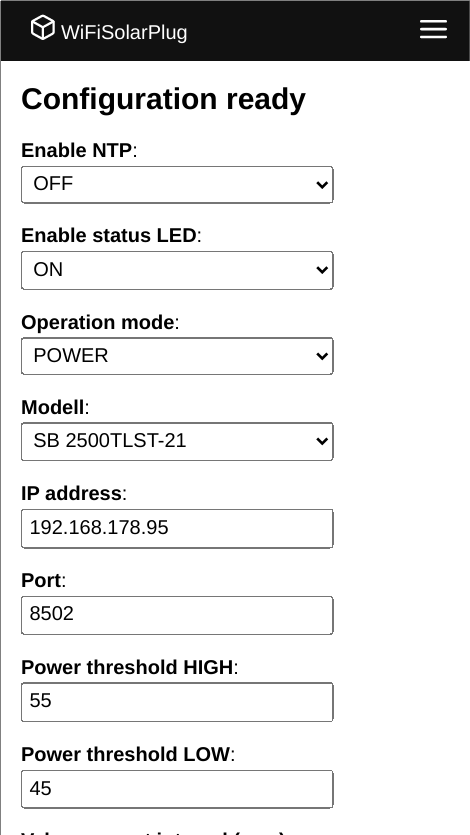 WiFiSolarPlug
Configuration ready
Enable NTP:
OFF
Enable status LED:
ON
Operation mode:
POWER
Modell:
SB 2500TLST-21
IP address:
192.168.178.95
Port:
8502
Power threshold HIGH:
55
Power threshold LOW:
45